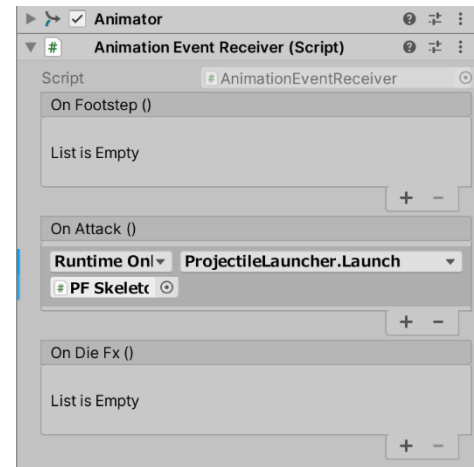 Animator
# Animation Event Receiver (Script)
Script # AnimationEventReceiver
On Footstep ()
List is Empty
+ −
On Attack ()
Runtime Onl ProjectileLauncher.Launch
# PF Skeletc
+ −
On Die Fx ()
List is Empty
+ −